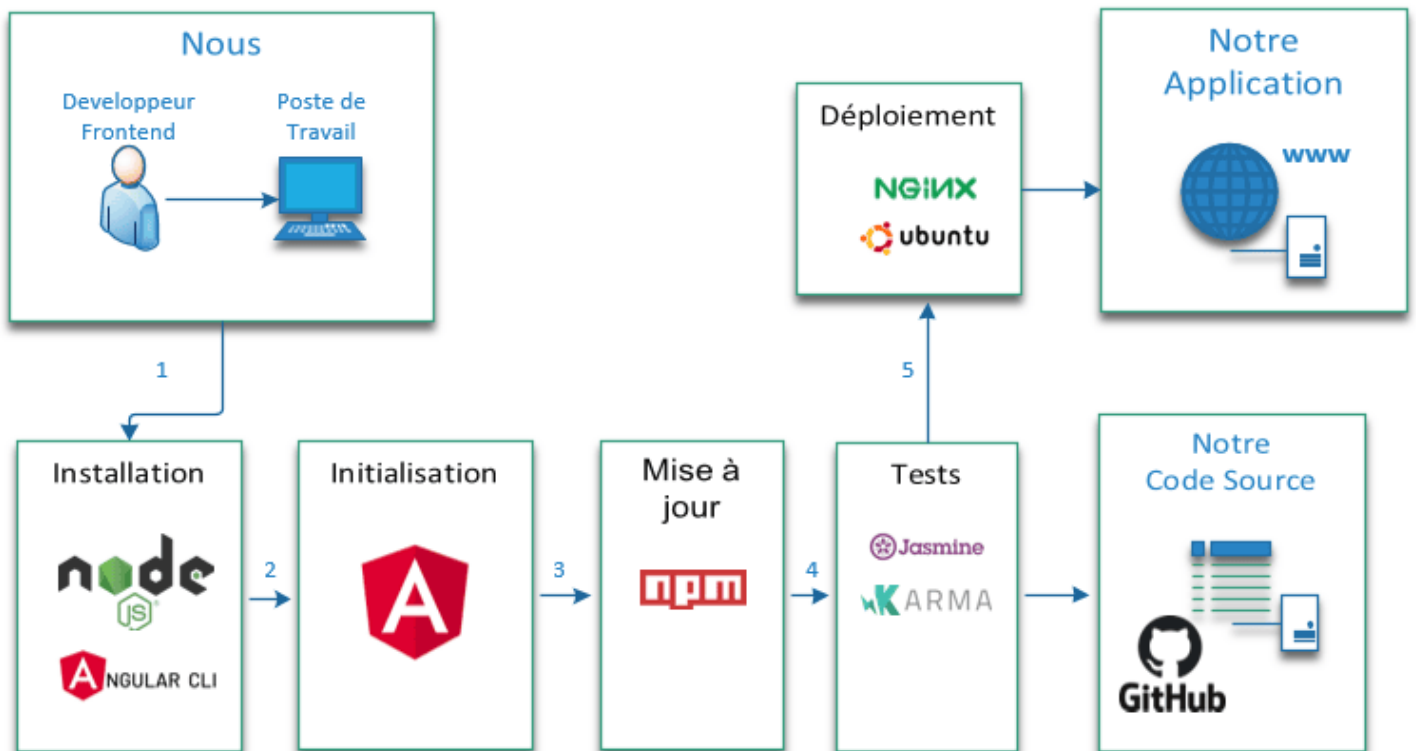 Nous
Developpeur
Frontend
Poste de
Travail
Déploiement
NGINX
ubuntu
Notre
Application
www
1
5
Installation
node
JS
ANGULAR CLI
2
Initialisation
A
3
Mise à
jour
npm
4
Tests
Jasmine
KARMA
Notre
Code Source
GitHub